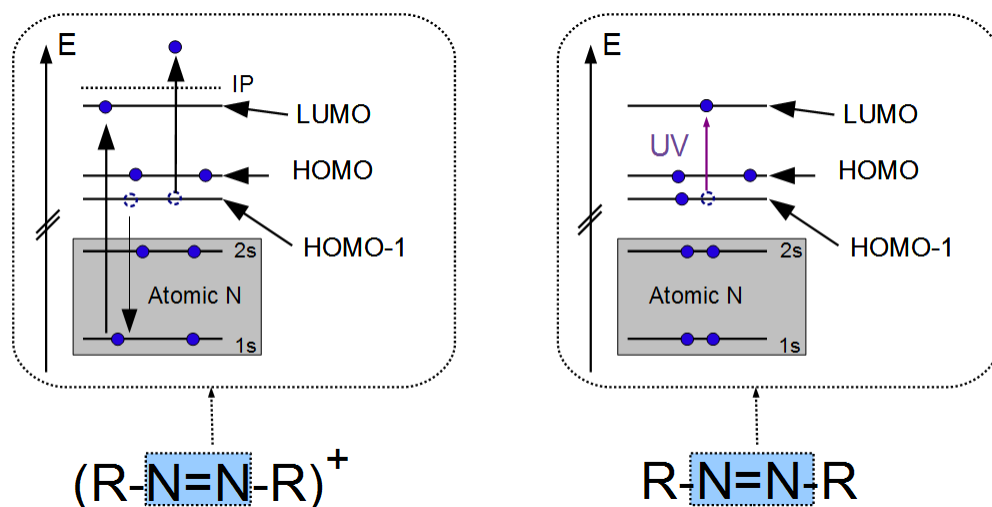 E
IP
LUMO
HOMO
HOMO-1
2s
Atomic N
1s
(R-N=N-R)+
E
LUMO
UV
HOMO
HOMO-1
2s
Atomic N
1s
R-N=N-R